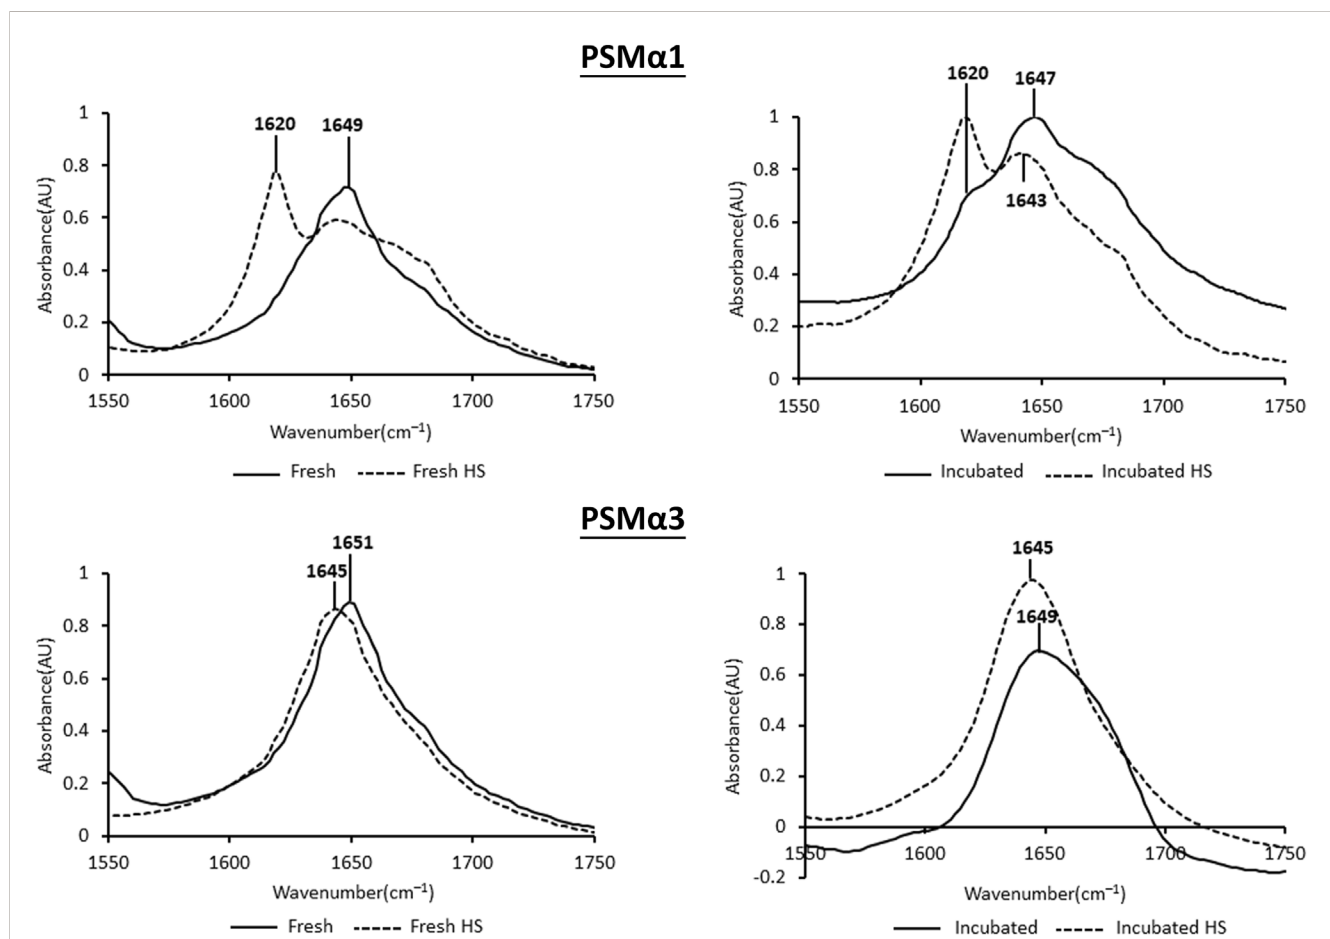 PSMα1
1620 1649
1
0.8
0.6
0.4
0.2
0
Absorbance(AU)
1550 1600 1650 1700 1750
Wavenumber(cm⁻¹)
Fresh Fresh HS
1620 1647
1643
1
0.8
0.6
0.4
0.2
0
Absorbance(AU)
1550 1600 1650 1700 1750
Wavenumber(cm⁻¹)
Incubated Incubated HS
PSMα3
1651
1645
1
0.8
0.6
0.4
0.2
0
Absorbance(AU)
1550 1600 1650 1700 1750
Wavenumber(cm⁻¹)
Fresh Fresh HS
1645
1649
1
0.8
0.6
0.4
0.2
0
-0.2
Absorbance(AU)
1550 1600 1650 1700 1750
Wavenumber(cm⁻¹)
Incubated Incubated HS